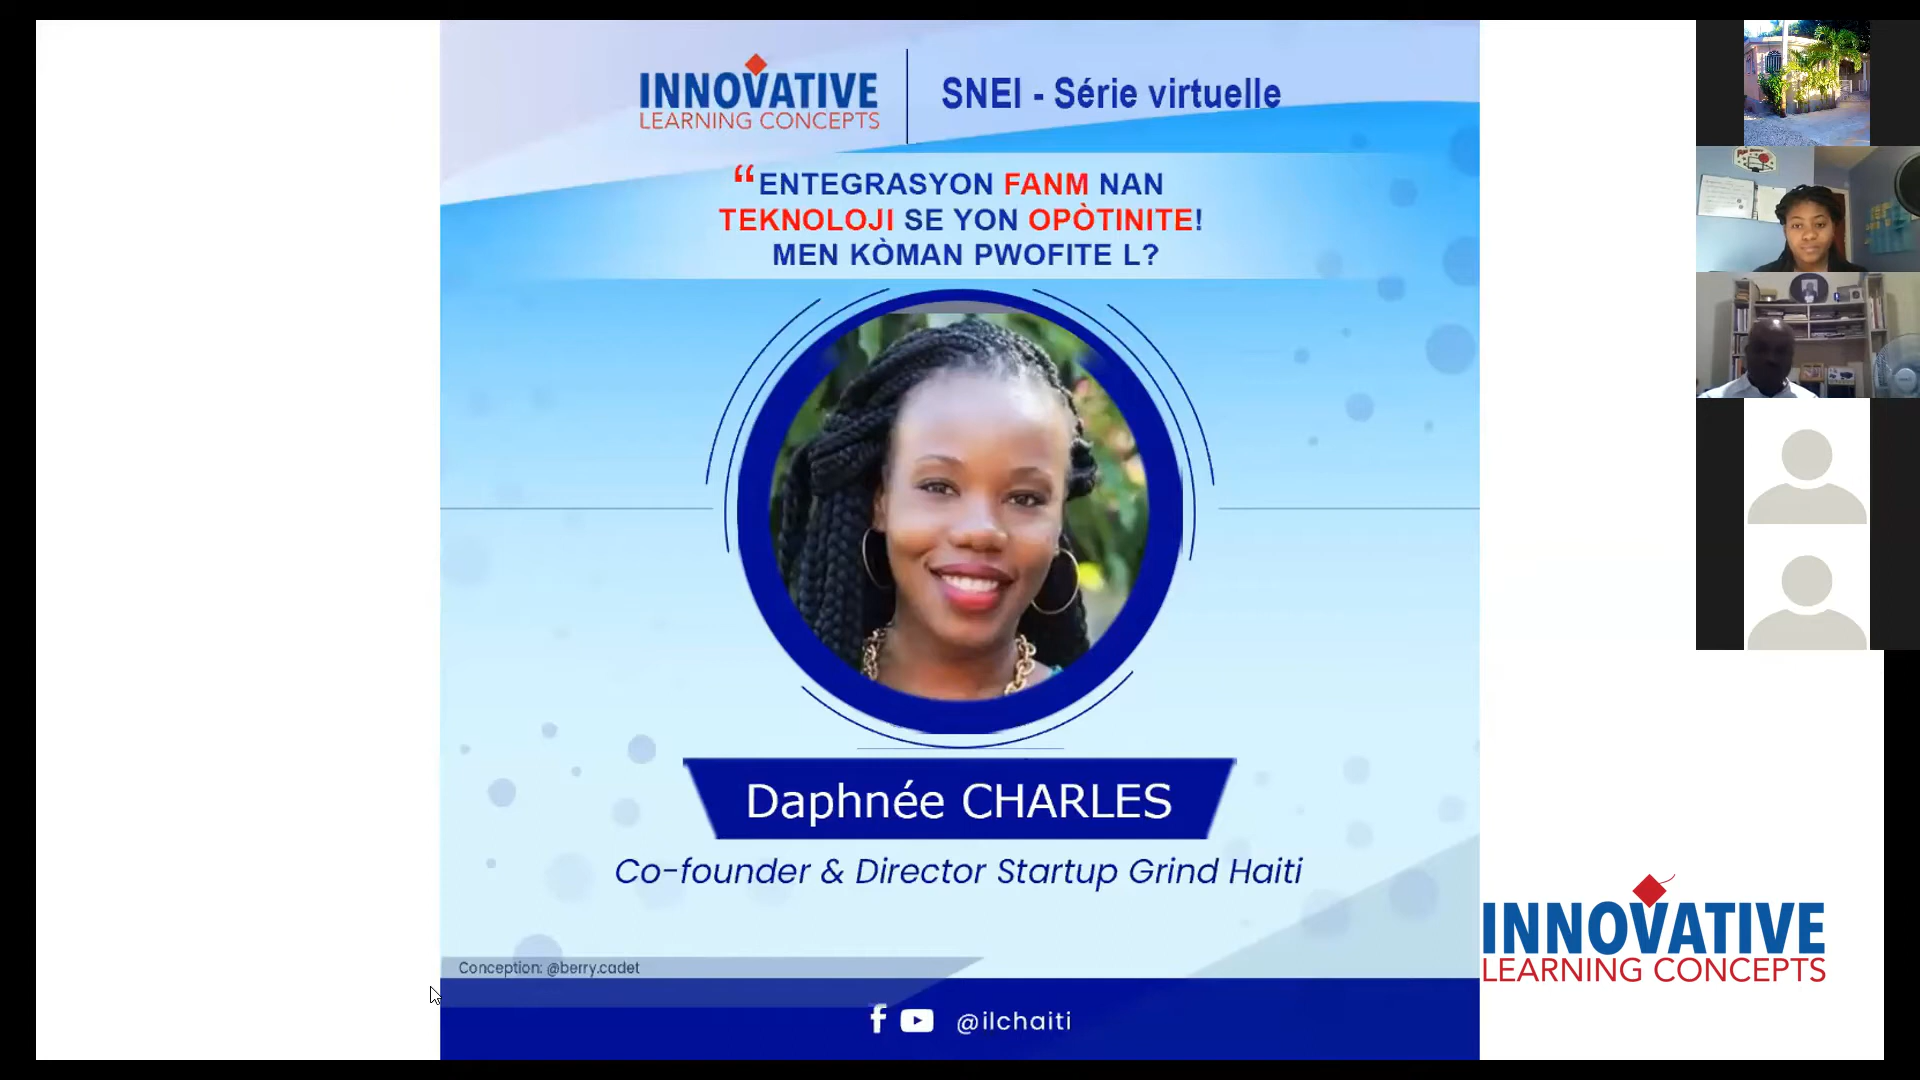 INNOVATIVE
LEARNING CONCEPTS
SNEI - Série virtuelle
“ENTEGRASYON FANM NAN
TEKNOLOJI SE YON OPÒTINITE!
MEN KÒMAN PWOFITE L?
Daphnée CHARLES
Co-founder & Director Startup Grind Haiti
Conception: @berry.cadet
@ilchaiti
INNOVATIVE
LEARNING CONCEPTS